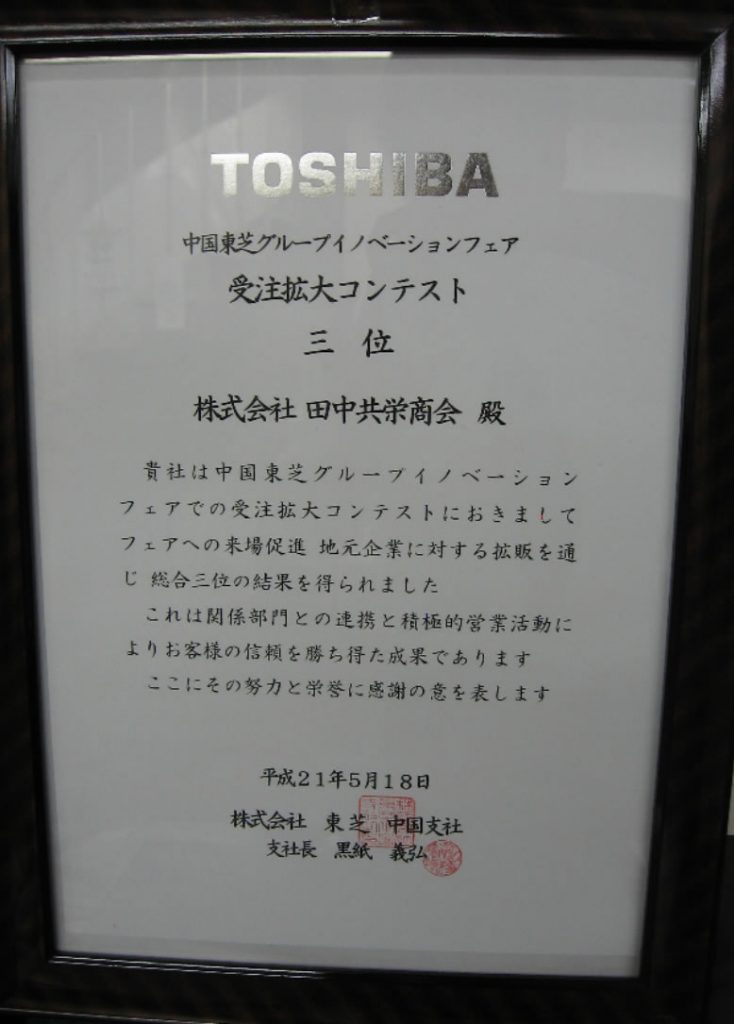 TOSHIBA
中国東芝グループイノベーションフェア
受注拡大コンテスト
三 位
株式会社 田中共栄商会 殿
貴社は中国東芝グループイノベーション
フェアでの受注拡大コンテストにおきまして
フェアへの来場促進 地元企業に対する拡販を通
じ 総合三位の結果を得られました
これは関係部門との連携と積極的営業活動に
よりお客様の信頼を勝ち得た成果であります
ここにその努力と栄誉に感謝の意を表します
平成21年5月18日
株式会社 東芝 中国支社
支社長 黒紙 義弘